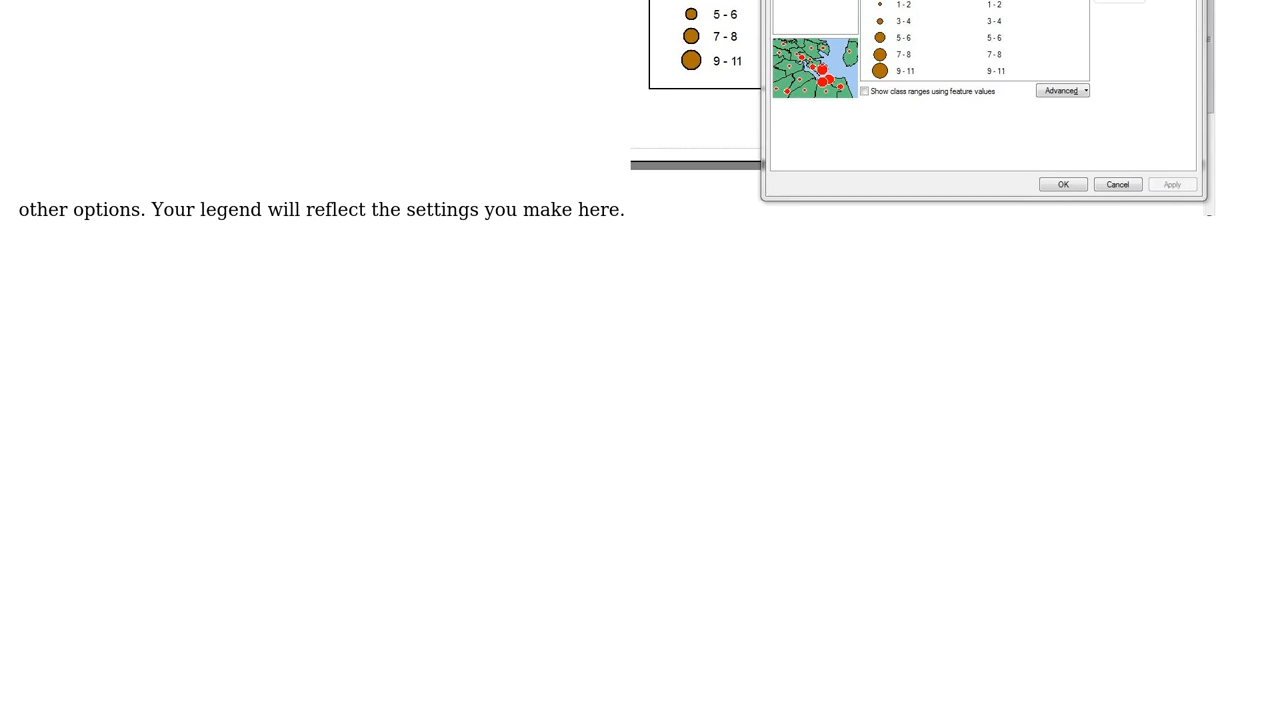 5 - 6
7 - 8
9 - 11
1 - 2 1 - 2
3 - 4 3 - 4
5 - 6 5 - 6
7 - 8 7 - 8
9 - 11 9 - 11
Show class ranges using feature values
Advanced
OK Cancel Apply
other options. Your legend will reflect the settings you make here.